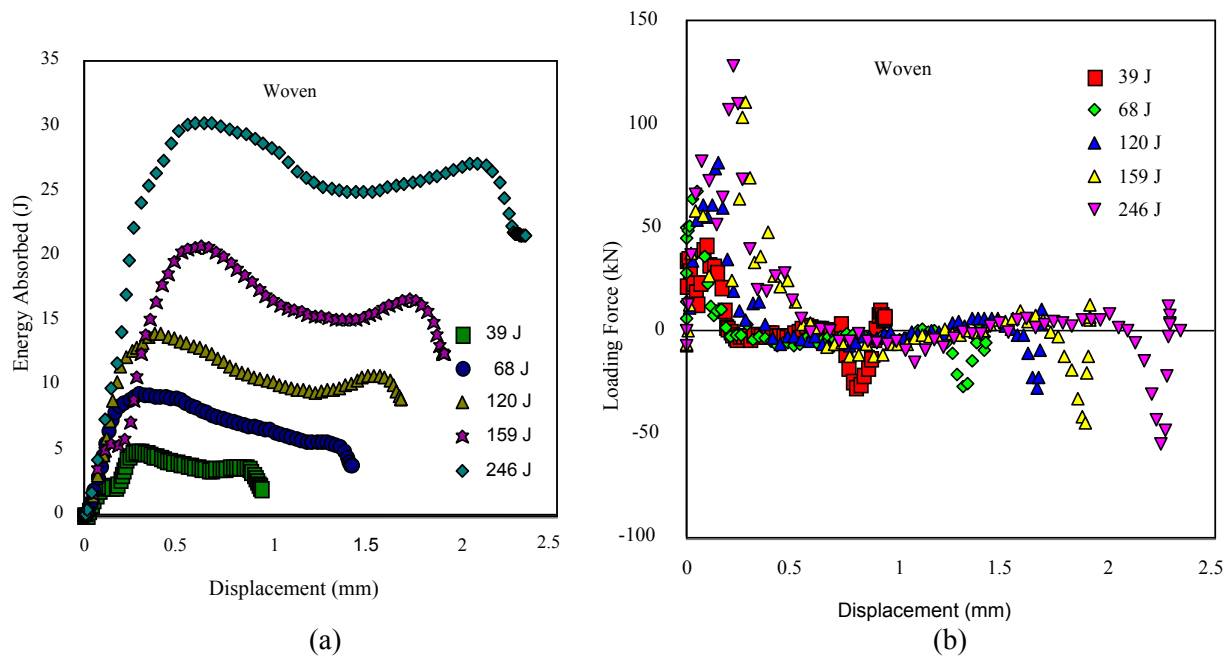 35
30
25
20
15
10
5
0
Energy Absorbed (J)
Woven
39 J
68 J
120 J
159 J
246 J
0
0.5
1
1.5
2
2.5
Displacement (mm)
(a)
150
100
50
0
-50
-100
Loading Force (kN)
Woven
39 J
68 J
120 J
159 J
246 J
0
0.5
1
1.5
2
2.5
Displacement (mm)
(b)